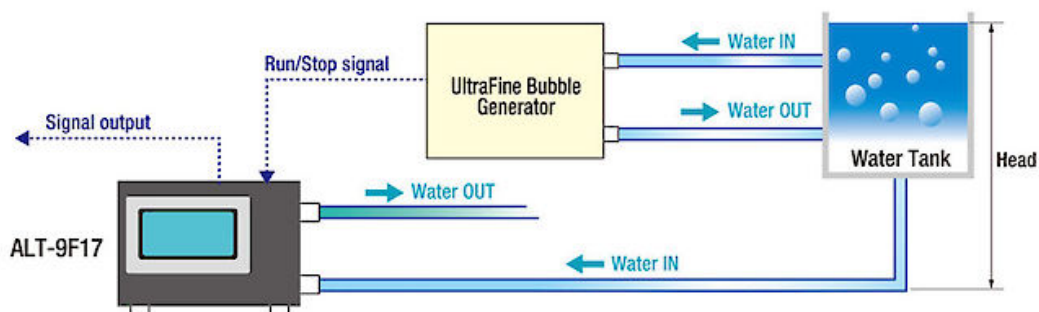 Water IN
Run/Stop signal
UltraFine Bubble
Generator
Water OUT
Signal output
Water Tank
Head
Water OUT
ALT-9F17
Water IN